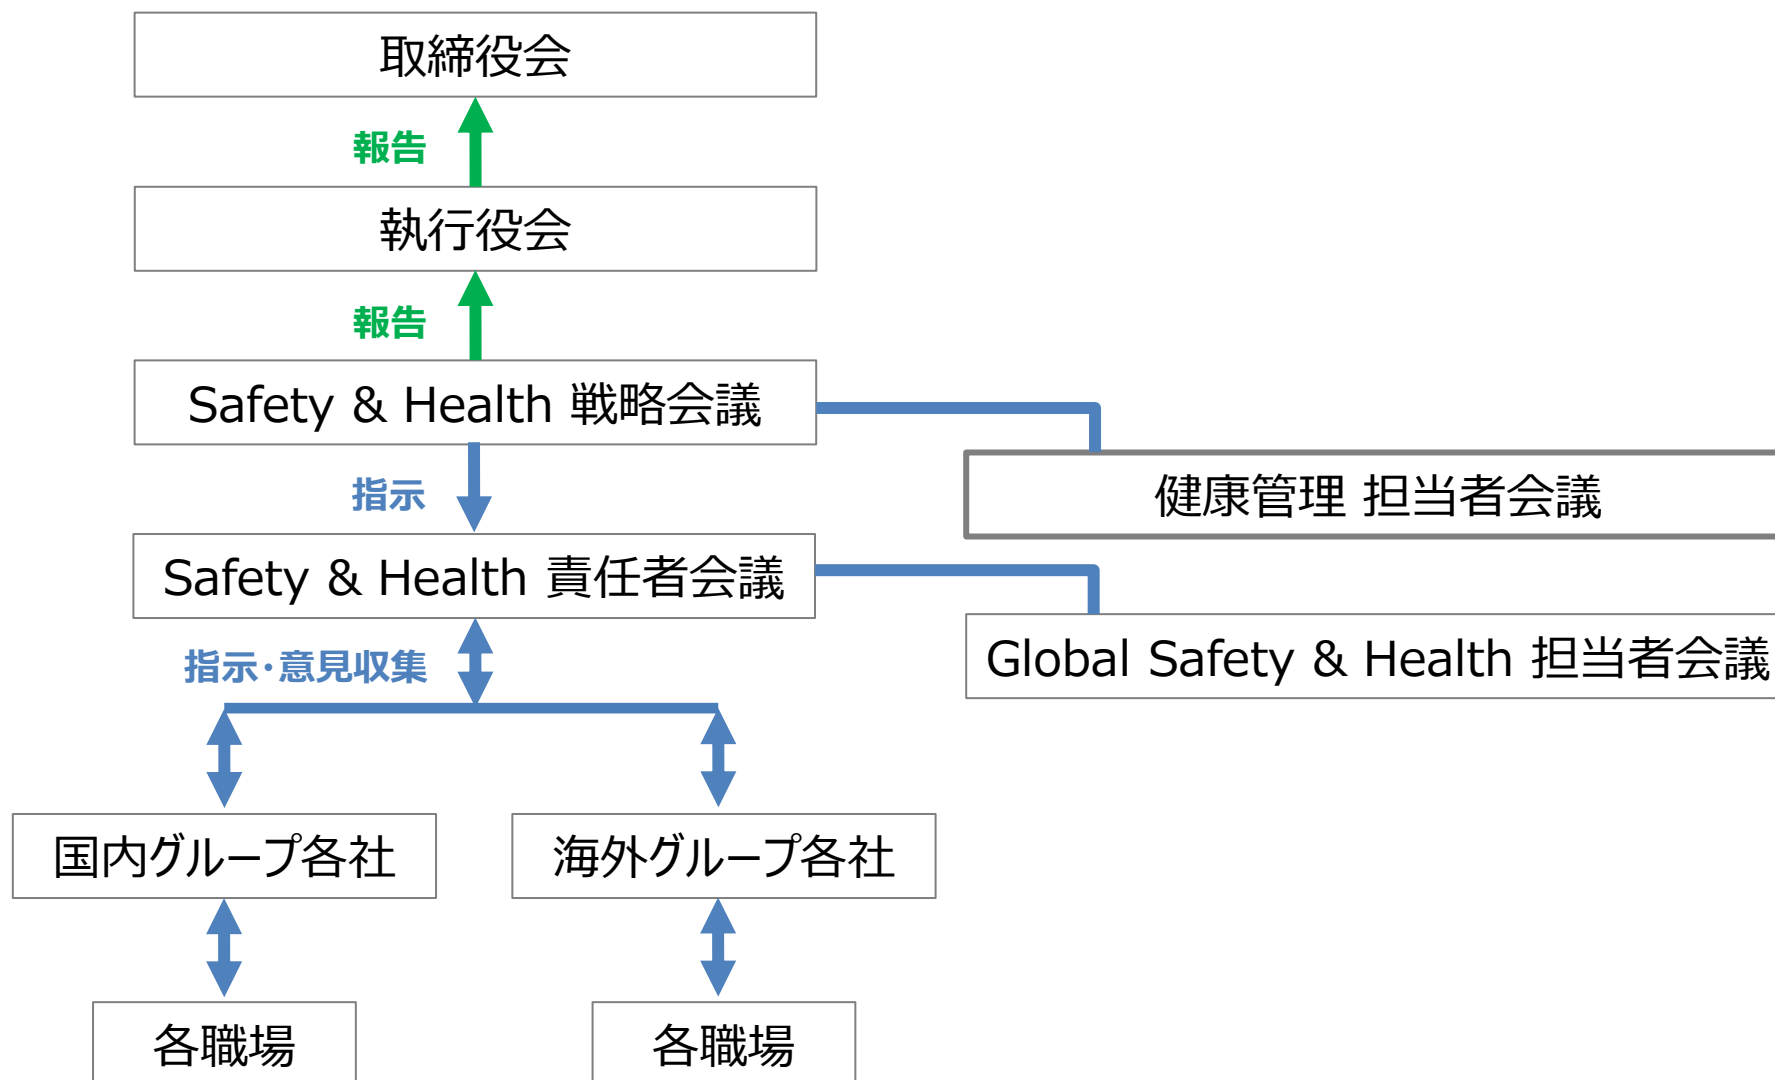 取締役会
報告
執行役会
報告
Safety & Health 戦略会議
指示
健康管理 担当者会議
Safety & Health 責任者会議
指示・意見収集
Global Safety & Health 担当者会議
国内グループ各社
海外グループ各社
各職場
各職場